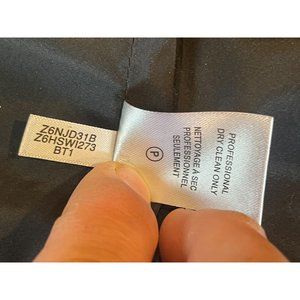 Z6NJD31B
Z6HSWI273
BT1
PROFESSIONAL
DRY CLEAN ONLY
P
NETTOYAGE À SEC
PROFESSIONNEL
SEULEMENT